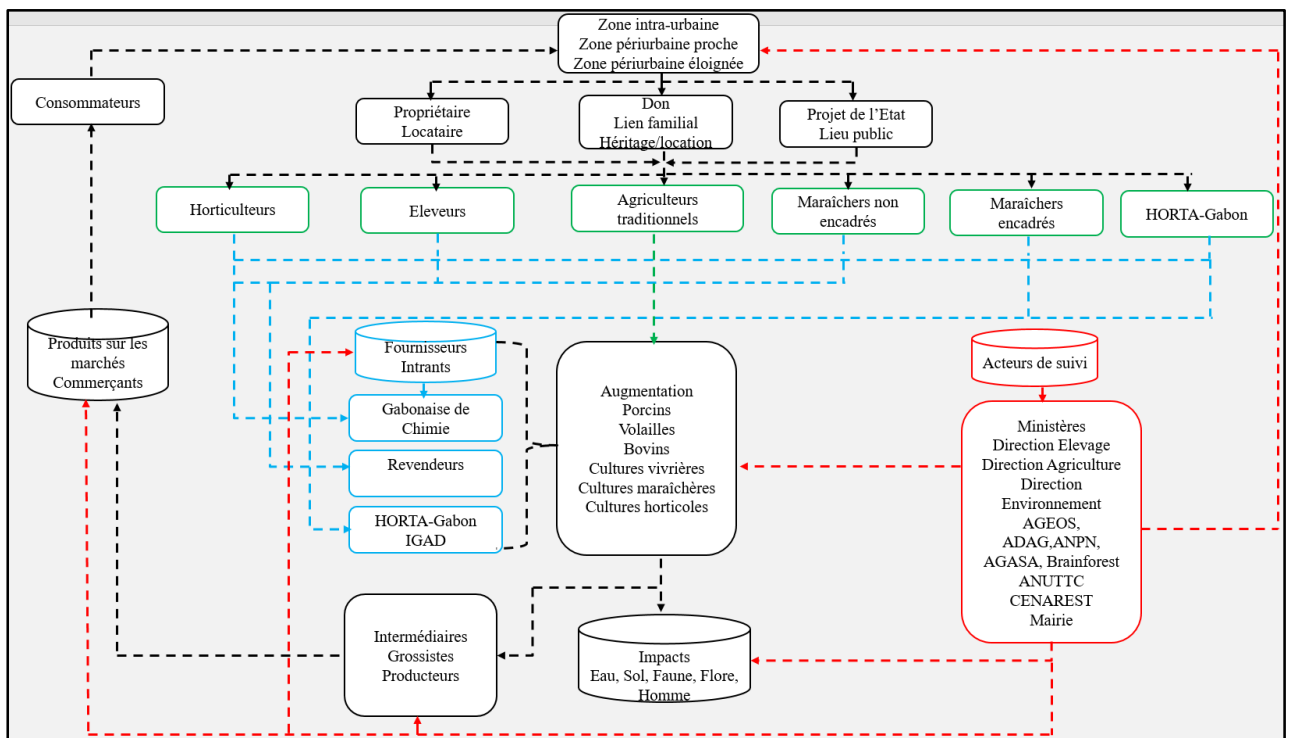 Zone intra-urbaine
Zone périurbaine proche
Zone périurbaine éloignée
Consommateurs
Propriétaire
Locataire
Don
Lien familial
Héritage/location
Projet de l’Etat
Lieu public
Horticulteurs
Eleveurs
Agriculteurs
traditionnels
Maraîchers non
encadrés
Maraîchers
encadrés
HORTA-Gabon
Produits sur les
marchés
Commerçants
Fournisseurs
Intrants
Gabonaise de
Chimie
Revendeurs
HORTA-Gabon
IGAD
Augmentation
Porcins
Volailles
Bovins
Cultures vivrières
Cultures maraîchères
Cultures horticoles
Acteurs de suivi
Ministères
Direction Elevage
Direction Agriculture
Direction
Environnement
AGEOS,
ADAG,ANPN,
AGASA, Brainforest
ANUTTC
CENAREST
Mairie
Intermédiaires
Grossistes
Producteurs
Impacts
Eau, Sol, Faune, Flore,
Homme